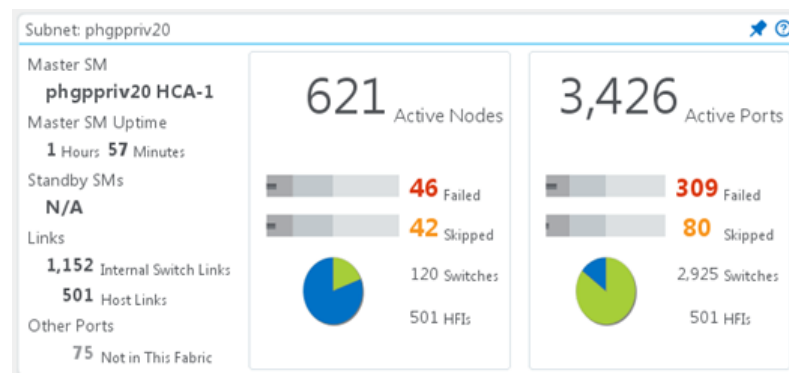 Subnet: phgppriv20
Master SM
phgppriv20 HCA-1
Master SM Uptime
1 Hours 57 Minutes
Standby SMs
N/A
Links
1,152 Internal Switch Links
501 Host Links
Other Ports
75 Not in This Fabric
621 Active Nodes
46 Failed
42 Skipped
120 Switches
501 HFIs
3,426 Active Ports
309 Failed
80 Skipped
2,925 Switches
501 HFIs